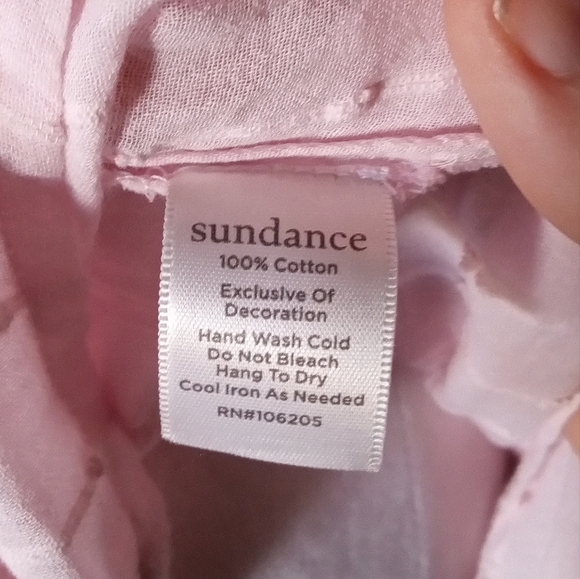 sundance
100% Cotton
Exclusive Of
Decoration
Hand Wash Cold
Do Not Bleach
Hang To Dry
Cool Iron As Needed
RN#106205